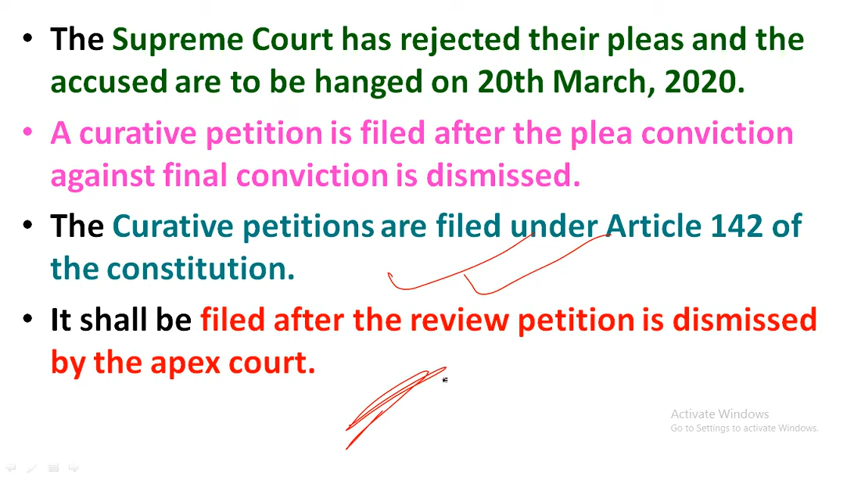 • The Supreme Court has rejected their pleas and the
accused are to be hanged on 20th March, 2020.
• A curative petition is filed after the plea conviction
against final conviction is dismissed.
• The Curative petitions are filed under Article 142 of
the constitution.
• It shall be filed after the review petition is dismissed
by the apex court.
Activate Windows
Go to Settings to activate Windows.